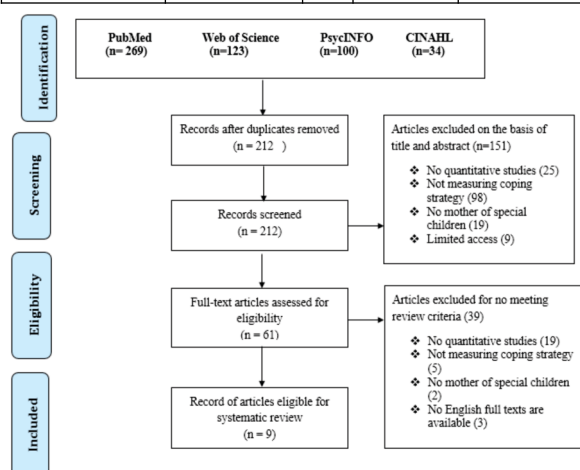 Identification
PubMed
(n= 269)
Web of Science
(n=123)
PsycINFO
(n=100)
CINAHL
(n=34)
Records after duplicates removed
(n = 212 )
Articles excluded on the basis of
title and abstract (n=151)
❖ No quantitative studies (25)
❖ Not measuring coping
strategy (98)
❖ No mother of special
children (19)
❖ Limited access (9)
Screening
Records screened
(n = 212)
Eligibility
Full-text articles assessed for
eligibility
(n = 61)
Articles excluded for no meeting
review criteria (39)
❖ No quantitative studies (19)
❖ Not measuring coping strategy
(5)
❖ No mother of special children
(2)
❖ No English full texts are
available (3)
Included
Record of articles eligible for
systematic review
(n = 9)